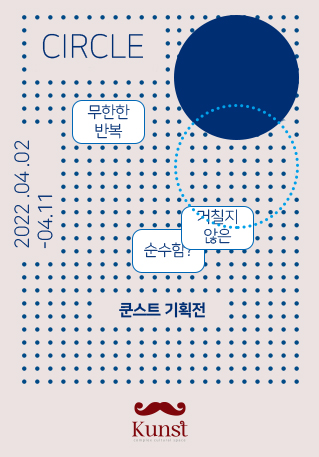 CIRCLE
무한한
반복
2022 .04 .02
-04.11
거칠지
않은
순수함?
쿤스트 기획전
Kunst